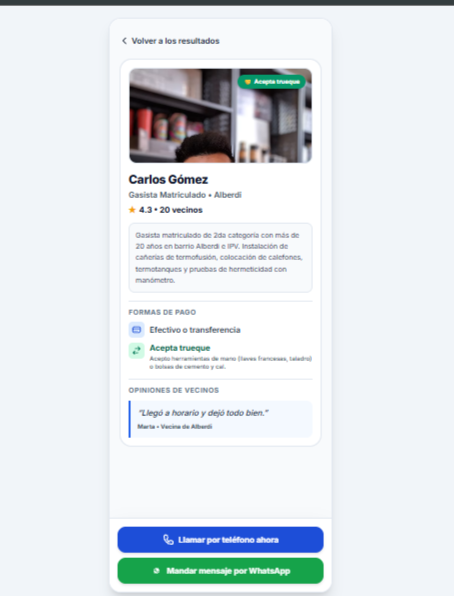 Volver a los resultados
Acepta trueque
Carlos Gómez
Gasista Matriculado • Alberdi
4.3 • 20 vecinos
Gasista matriculado de 2da categoría con más de
20 años en barrio Alberdi e IPV. Instalación de
cañerías de termofusión, colocación de calefones,
termotanques y pruebas de hermeticidad con
manómetro.
FORMAS DE PAGO
Efectivo o transferencia
Acepta trueque
Acepto herramientas de mano (llaves francesas, taladro)
o bolsas de cemento y cal.
OPINIONES DE VECINOS
"Llegó a horario y dejó todo bien."
Marta • Vecina de Alberdi
Llamar por teléfono ahora
Mandar mensaje por WhatsApp